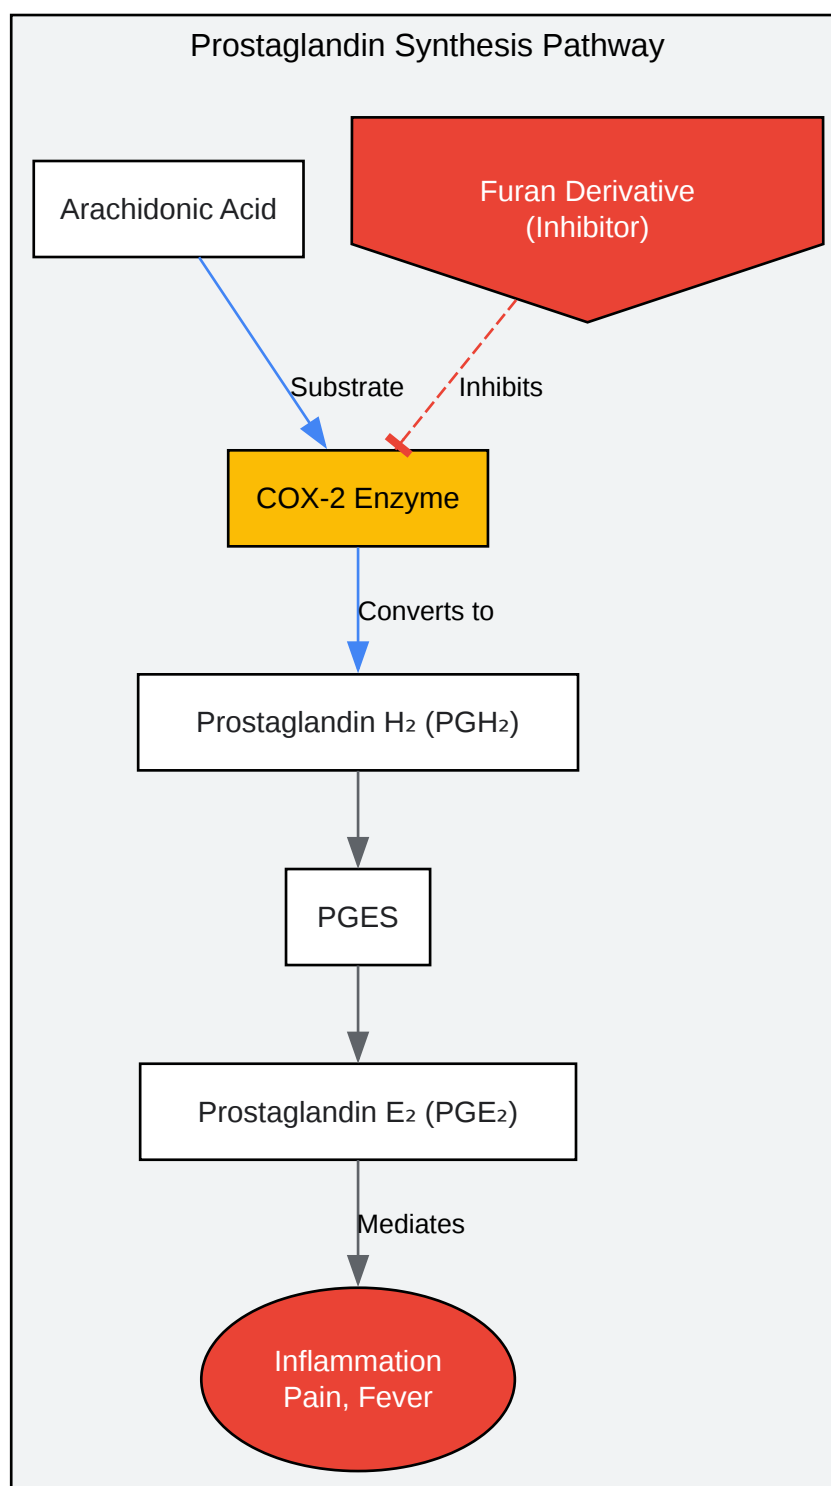 Prostaglandin Synthesis Pathway
Arachidonic Acid
Furan Derivative
(Inhibitor)
Substrate
Inhibits
COX-2 Enzyme
Converts to
Prostaglandin H₂ (PGH₂)
PGES
Prostaglandin E₂ (PGE₂)
Mediates
Inflammation
Pain, Fever